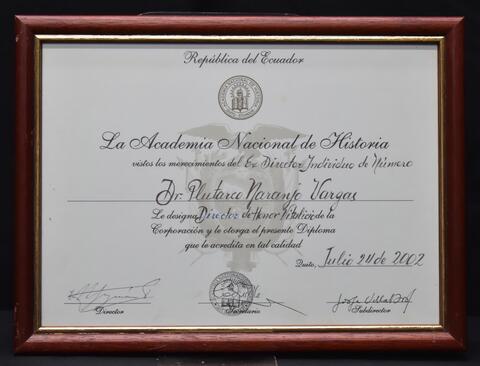 República del Ecuador
La Academia Nacional de Historia
vistos los merecimientos del Ex Director Individuo de Número
Dr. Plutarco Naranjo Vargas
Le designa Director de Honor Vitalicio de la
Corporación y le otorga el presente Diploma
que le acredita en tal calidad
Quito, Julio 24 de 2002
Director Secretario Subdirector